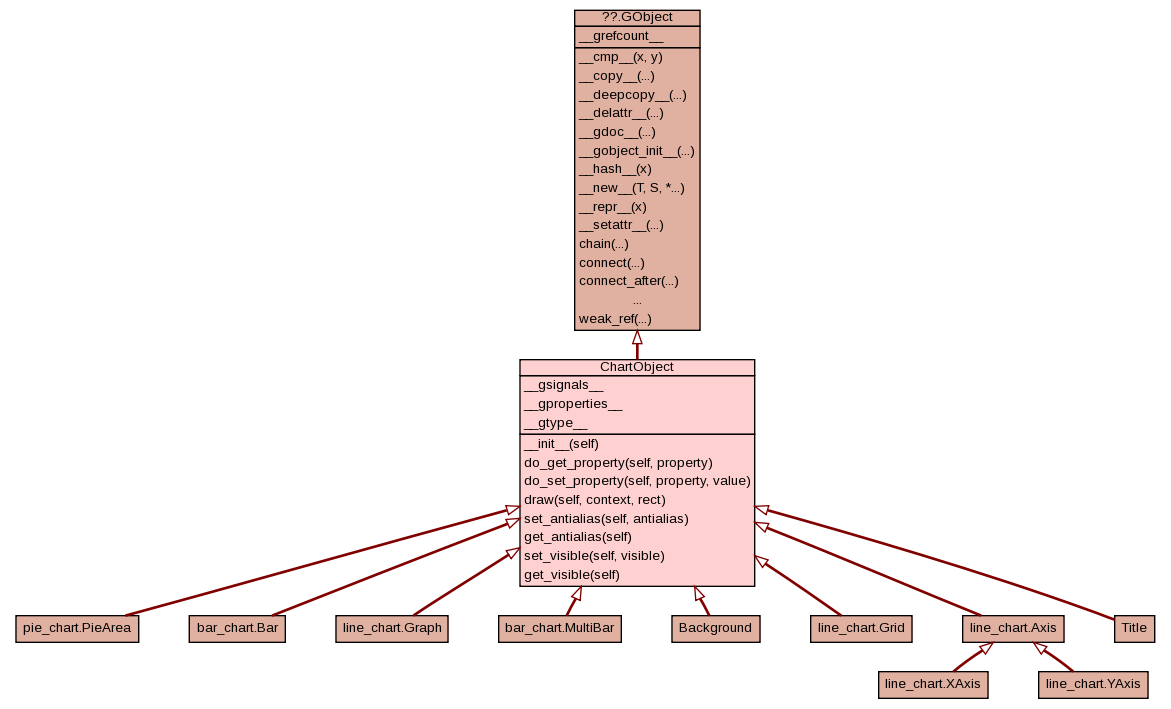 ??.GObject
__grefcount__
__cmp__(x, y)
__copy__(...)
__deepcopy__(...)
__delattr__(...)
__gdoc__(...)
__gobject_init__(...)
__hash__(x)
__new__(T, S, *...)
__repr__(x)
__setattr__(...)
chain(...)
connect(...)
connect_after(...)
...
weak_ref(...)
ChartObject
__gsignals__
__gproperties__
__gtype__
__init__(self)
do_get_property(self, property)
do_set_property(self, property, value)
draw(self, context, rect)
set_antialias(self, antialias)
get_antialias(self)
set_visible(self, visible)
get_visible(self)
pie_chart.PieArea
bar_chart.Bar
line_chart.Graph
bar_chart.MultiBar
Background
line_chart.Grid
line_chart.Axis
Title
line_chart.XAxis
line_chart.YAxis